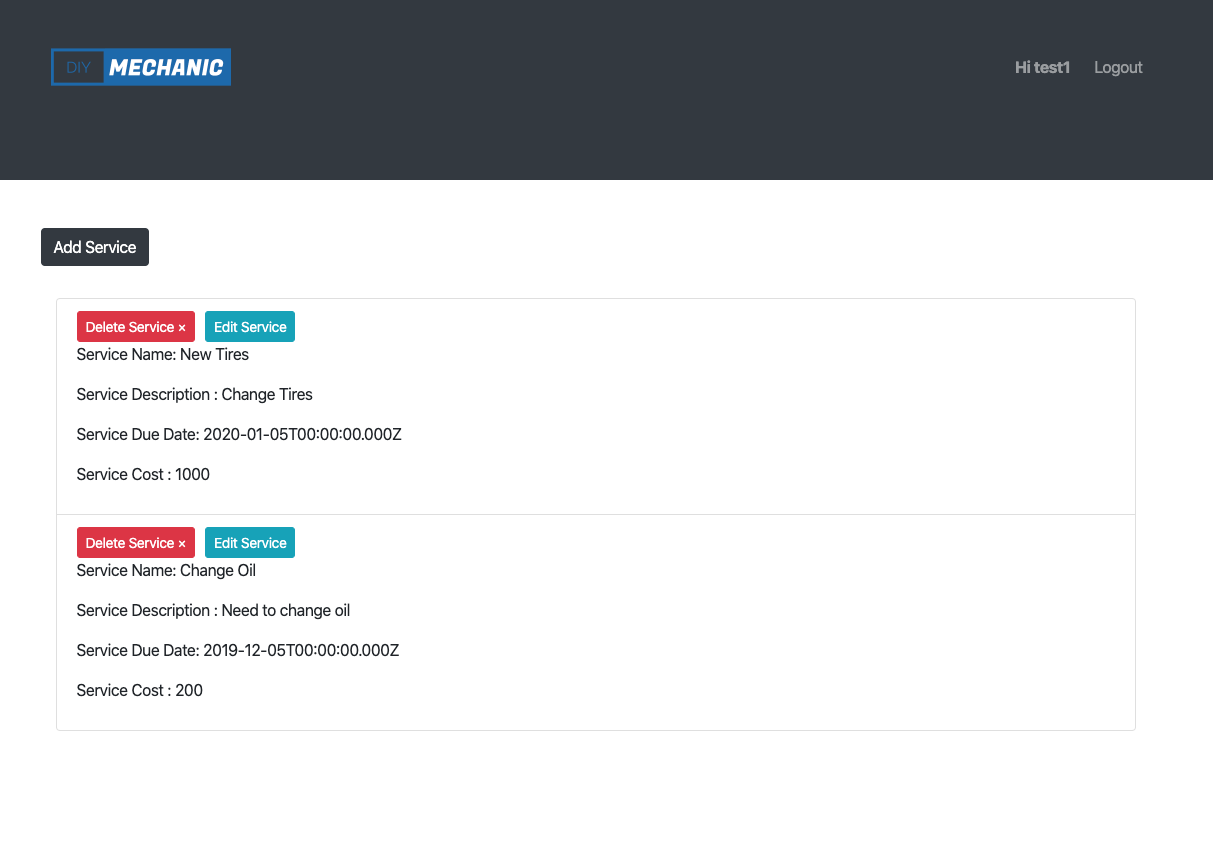 DIY MECHANIC
Hi test1 Logout
Add Service
Delete Service × Edit Service
Service Name: New Tires
Service Description : Change Tires
Service Due Date: 2020-01-05T00:00:00.000Z
Service Cost : 1000
Delete Service × Edit Service
Service Name: Change Oil
Service Description : Need to change oil
Service Due Date: 2019-12-05T00:00:00.000Z
Service Cost : 200